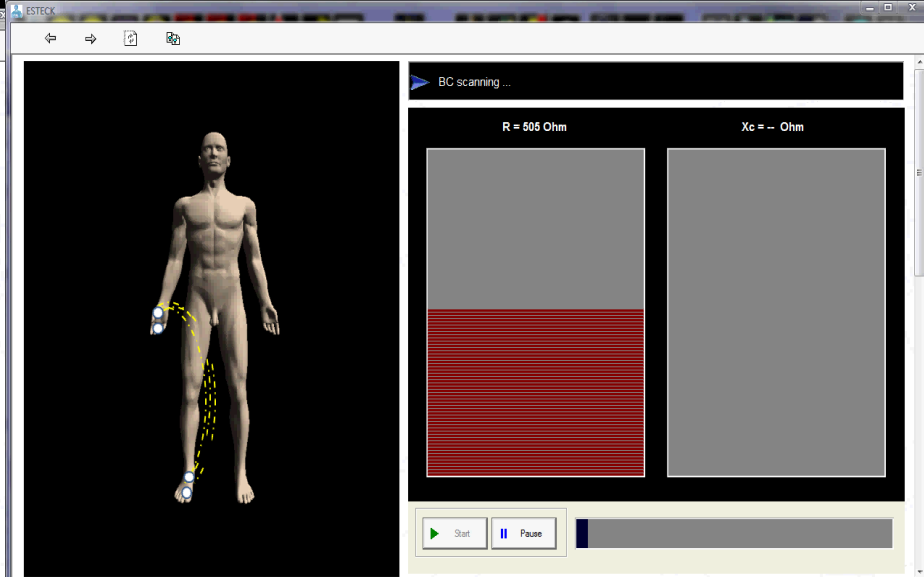 ESTECK
BC scanning ...
R = 505 Ohm
Xc = -- Ohm
Start
Pause